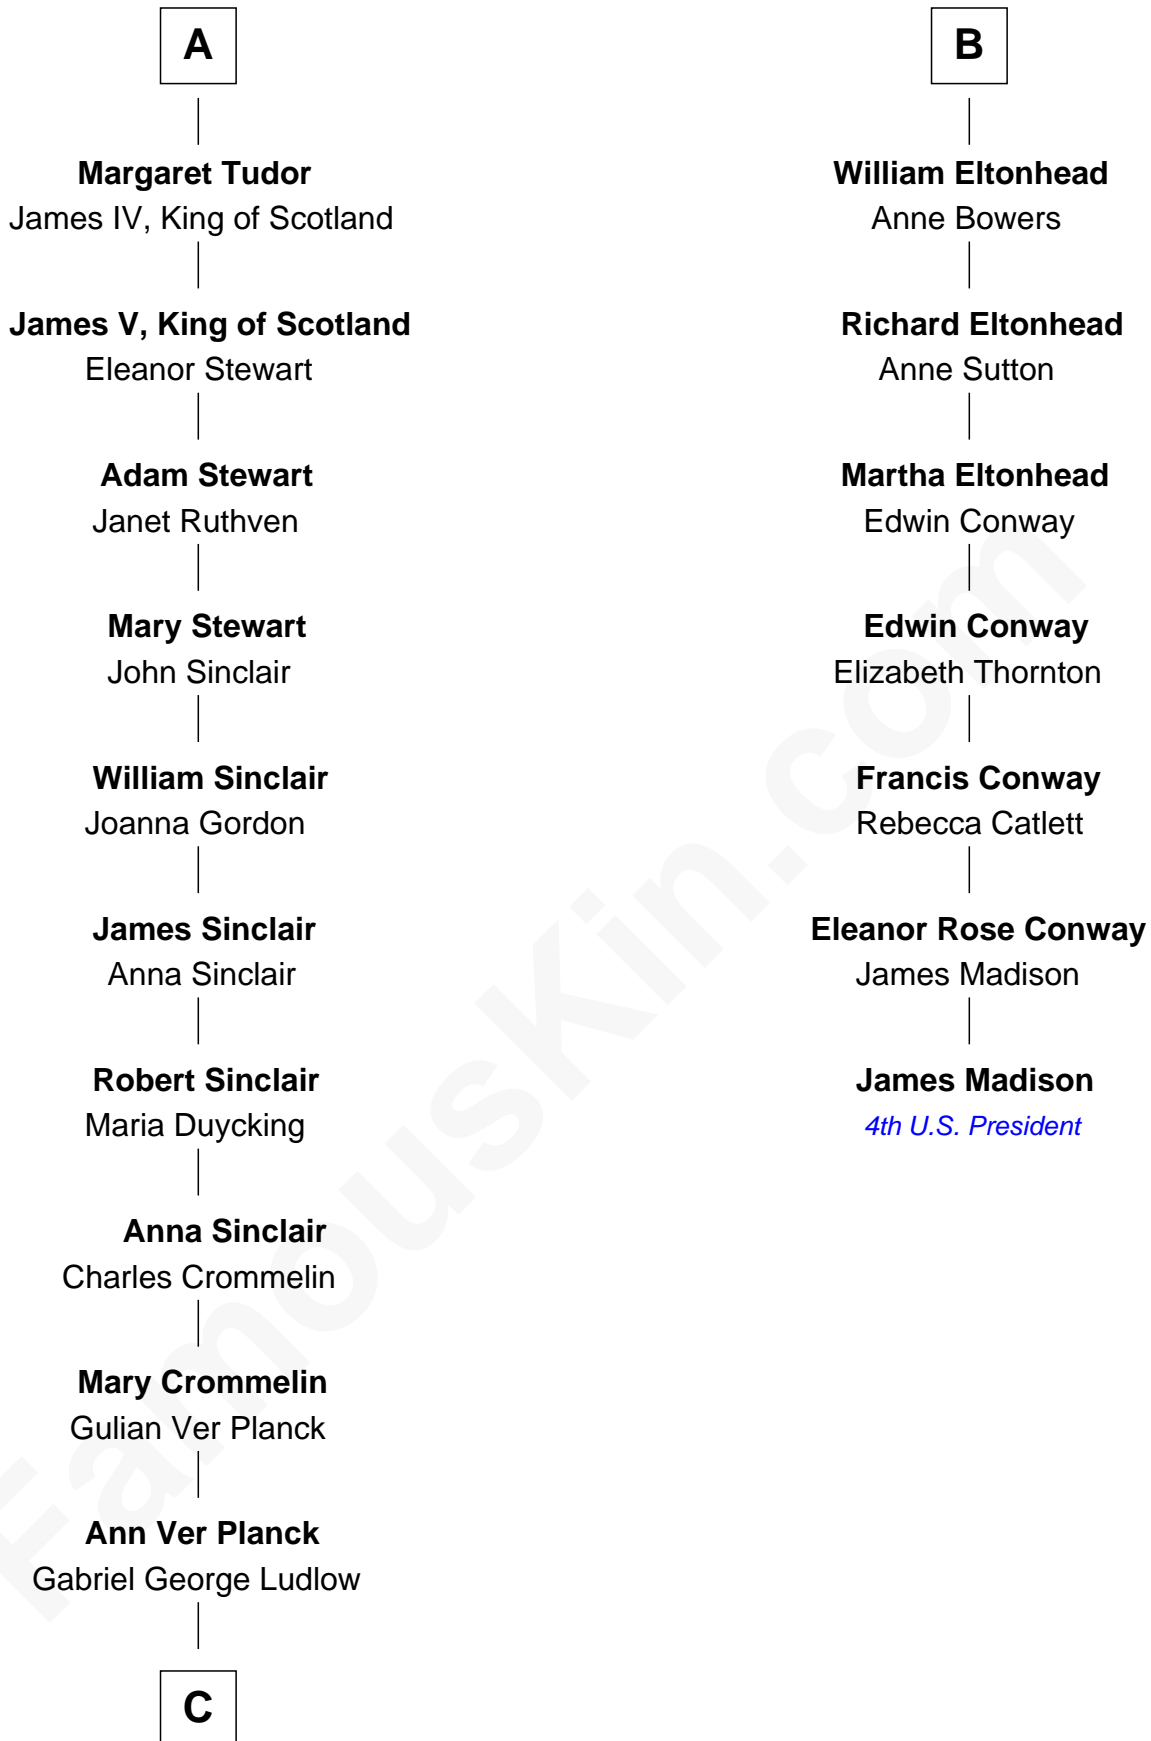 A
Margaret Tudor
James IV, King of Scotland
James V, King of Scotland
Eleanor Stewart
Adam Stewart
Janet Ruthven
Mary Stewart
John Sinclair
William Sinclair
Joanna Gordon
James Sinclair
Anna Sinclair
Robert Sinclair
Maria Duycking
Anna Sinclair
Charles Crommelin
Mary Crommelin
Gulian Ver Planck
Ann Ver Planck
Gabriel George Ludlow
C
B
William Eltonhead
Anne Bowers
Richard Eltonhead
Anne Sutton
Martha Eltonhead
Edwin Conway
Edwin Conway
Elizabeth Thornton
Francis Conway
Rebecca Catlett
Eleanor Rose Conway
James Madison
James Madison
4th U.S. President
FamousKin.com